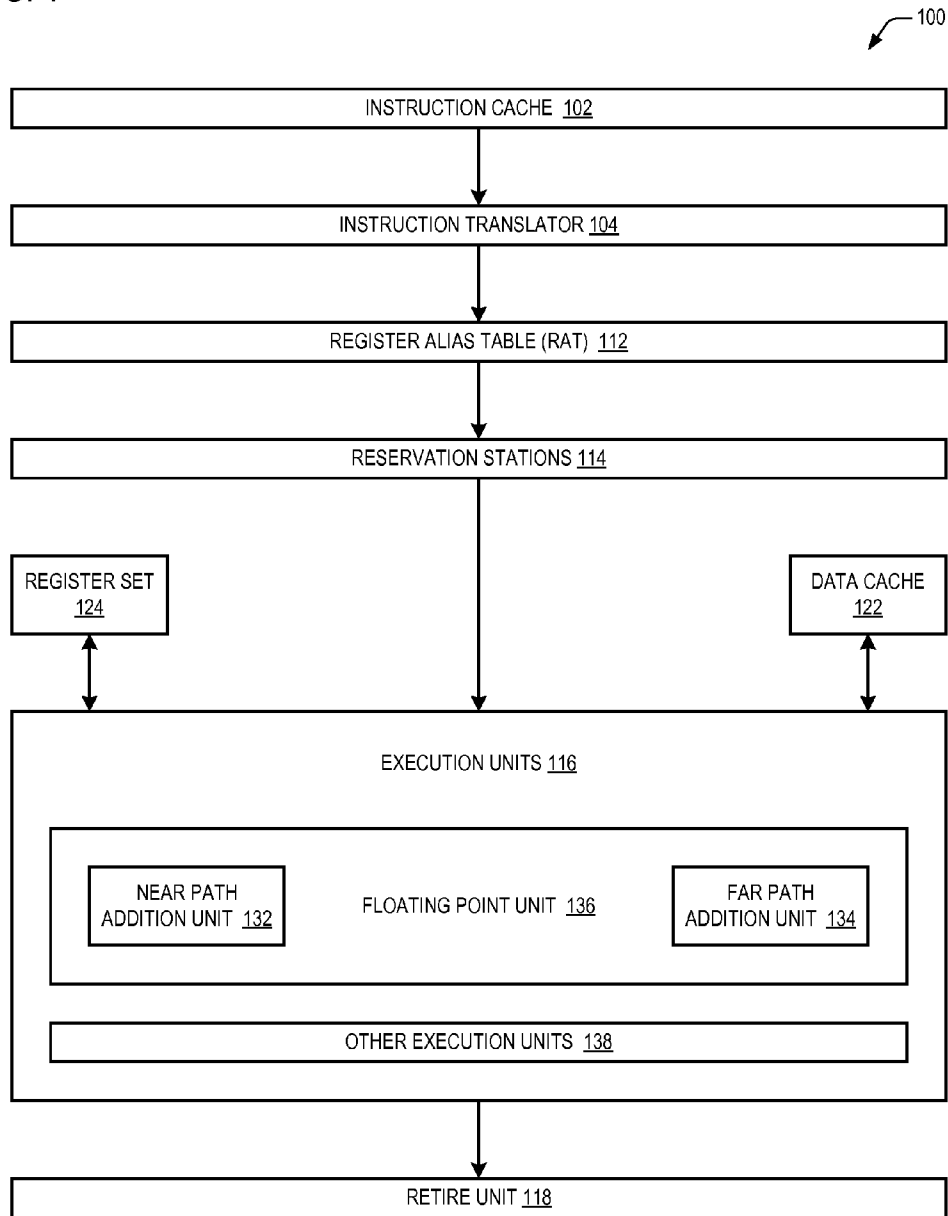 100
INSTRUCTION CACHE 102
INSTRUCTION TRANSLATOR 104
REGISTER ALIAS TABLE (RAT) 112
RESERVATION STATIONS 114
REGISTER SET
124
DATA CACHE
122
EXECUTION UNITS 116
NEAR PATH
ADDITION UNIT 132
FLOATING POINT UNIT 136
FAR PATH
ADDITION UNIT 134
OTHER EXECUTION UNITS 138
RETIRE UNIT 118